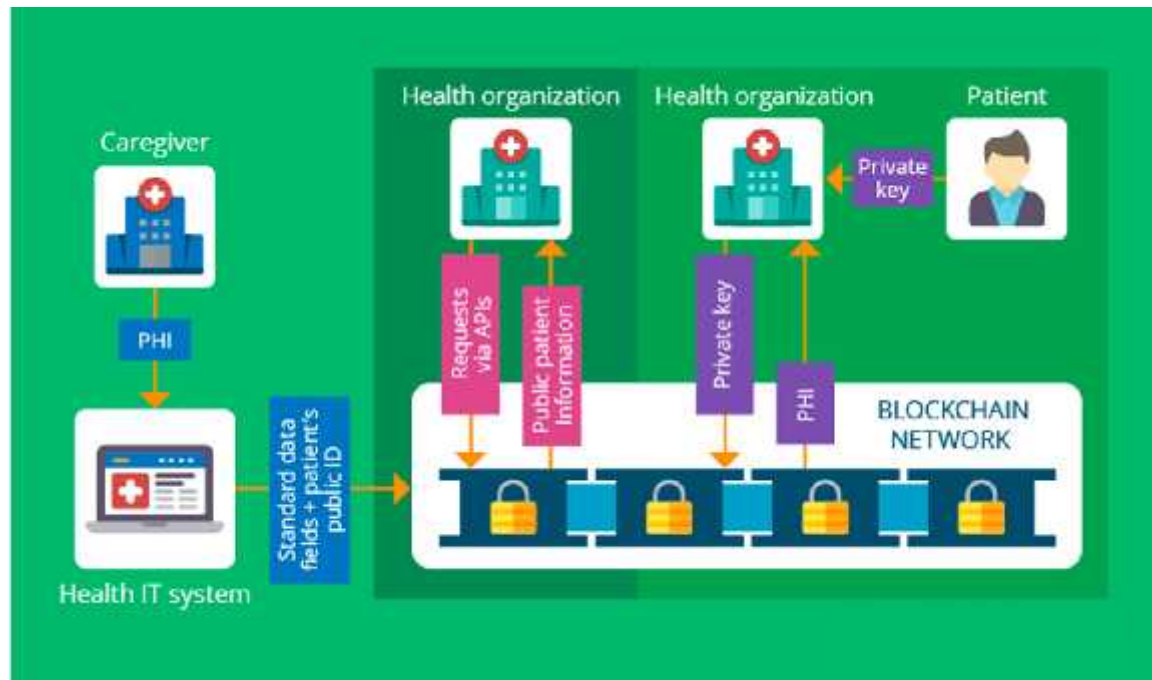 Caregiver
PHI
Health IT system
Standard data
fields + patient's
public ID
Health organization
Requests
via APIs
Public patient
Information
Health organization
Patient
Private
key
Private key
PHI
BLOCKCHAIN
NETWORK